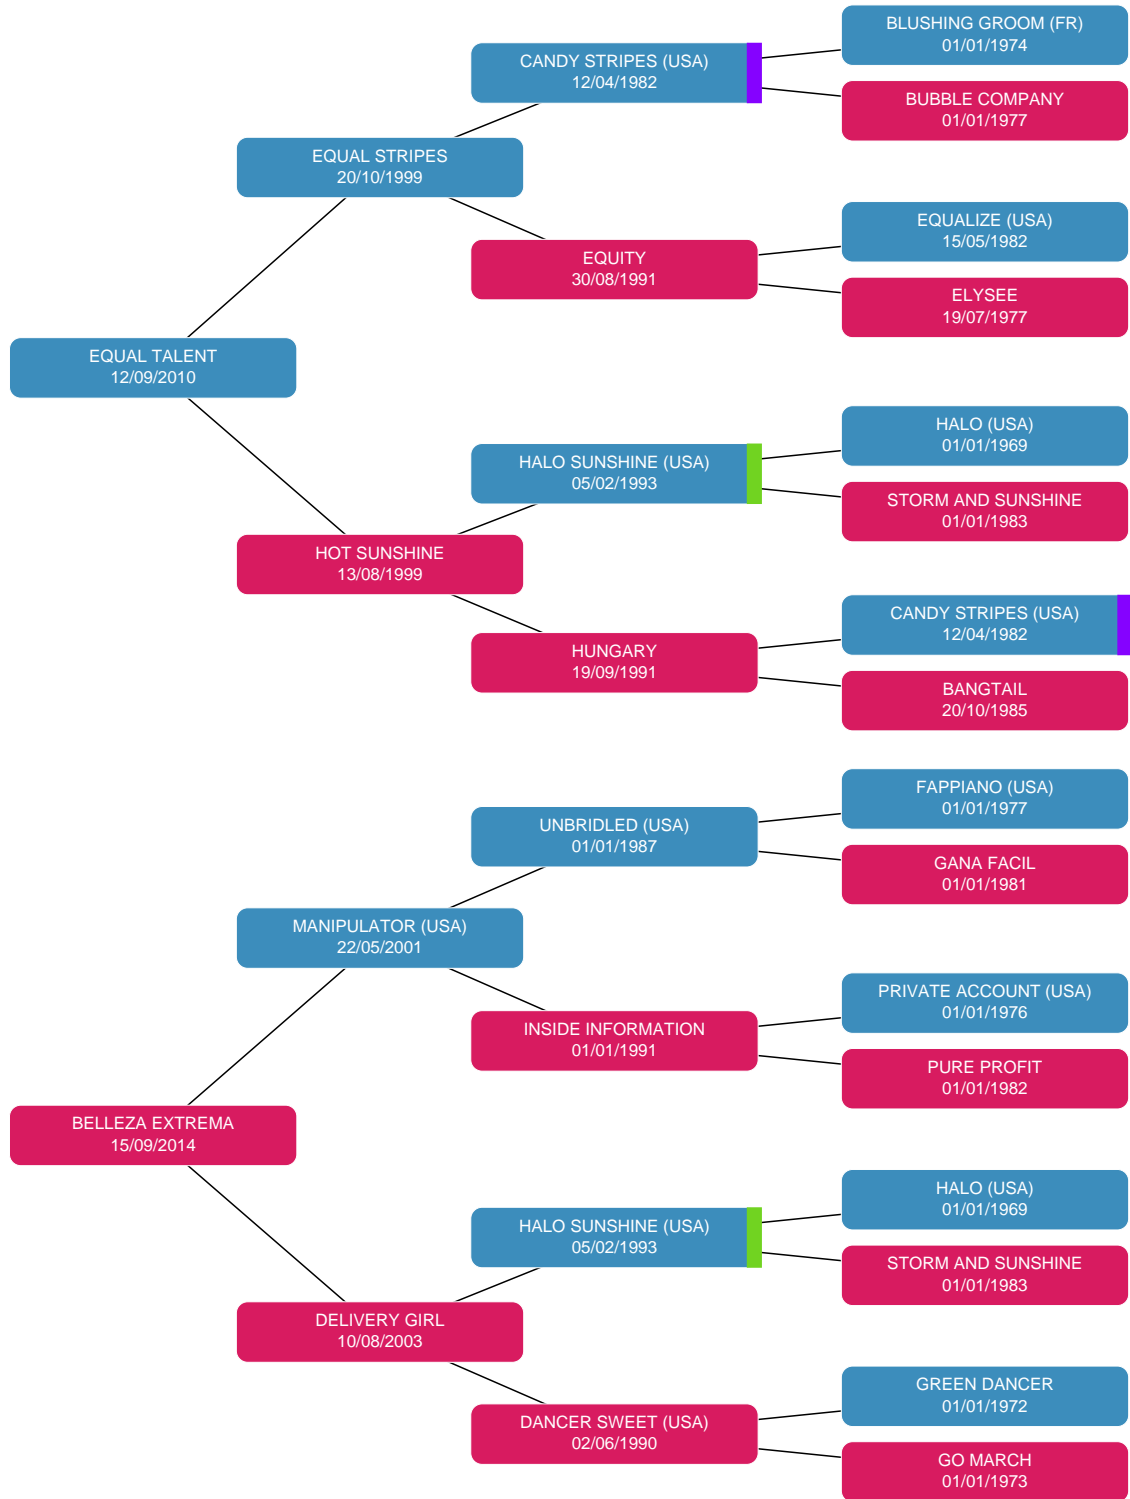 BLUSHING GROOM (FR)
01/01/1974
CANDY STRIPES (USA)
12/04/1982
BUBBLE COMPANY
01/01/1977
EQUAL STRIPES
20/10/1999
EQUALIZE (USA)
15/05/1982
EQUITY
30/08/1991
ELYSEE
19/07/1977
EQUAL TALENT
12/09/2010
HALO (USA)
01/01/1969
HALO SUNSHINE (USA)
05/02/1993
STORM AND SUNSHINE
01/01/1983
HOT SUNSHINE
13/08/1999
CANDY STRIPES (USA)
12/04/1982
HUNGARY
19/09/1991
BANGTAIL
20/10/1985
FAPPIANO (USA)
01/01/1977
UNBRIDLED (USA)
01/01/1987
GANA FACIL
01/01/1981
MANIPULATOR (USA)
22/05/2001
PRIVATE ACCOUNT (USA)
01/01/1976
INSIDE INFORMATION
01/01/1991
PURE PROFIT
01/01/1982
BELLEZA EXTREMA
15/09/2014
HALO (USA)
01/01/1969
HALO SUNSHINE (USA)
05/02/1993
STORM AND SUNSHINE
01/01/1983
DELIVERY GIRL
10/08/2003
GREEN DANCER
01/01/1972
DANCER SWEET (USA)
02/06/1990
GO MARCH
01/01/1973